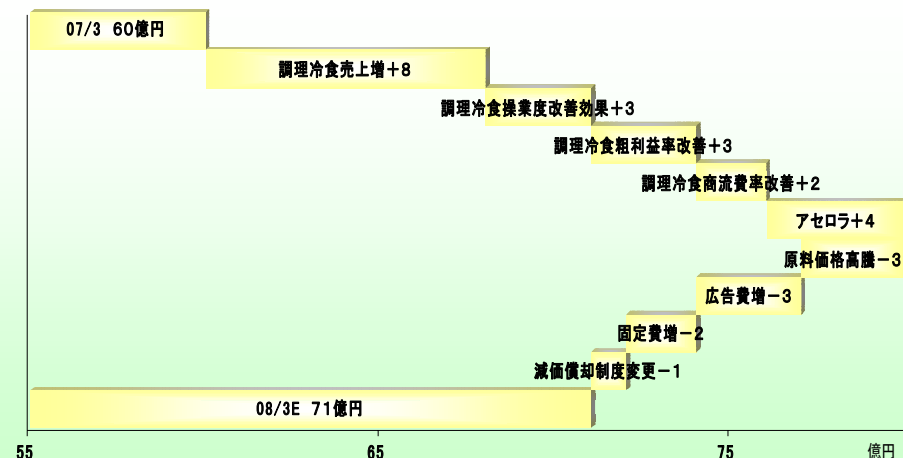 07/3 60億円
調理冷食売上増+8
調理冷食操業度改善効果+3
調理冷食粗利益率改善+3
調理冷食商流費率改善+2
アセロラ+4
原料価格高騰-3
広告費増-3
固定費増-2
減価償却制度変更-1
08/3E 71億円
55 65 75 億円